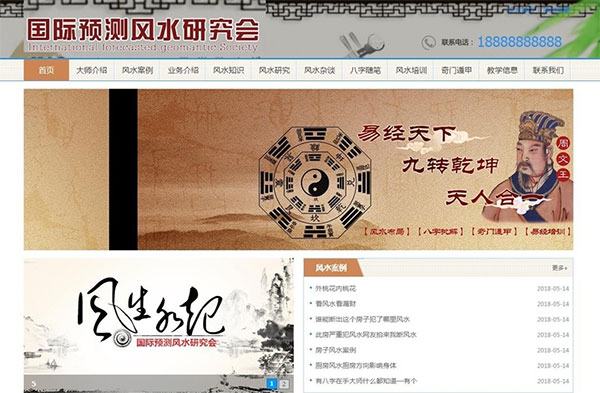 国际预测风水研究会
International forecasted geomantic Society
联系电话： 18888888888
首页 大师介绍 风水案例 业务介绍 风水知识 风水研究 风水杂谈 八字随笔 风水培训 奇门遁甲 教学信息 联系我们
易经天下
九转乾坤
天人合一
周文王
【风水布局】【八字批解】【奇门遁甲】【易经培训】
坎
风生水起
国际预测风水研究会
5
1 2
风水案例 更多+
外桃花内桃花 2018-05-14
看风水看漏财 2018-05-14
谁能断出这个房子犯了哪里风水 2018-05-14
此房严重犯风水网友抬来我断风水 2018-05-14
房子风水案例 2018-05-14
厨房风水厨房方向影响身体 2018-05-14
有八字在手大师什么都知道一有个 2018-05-14